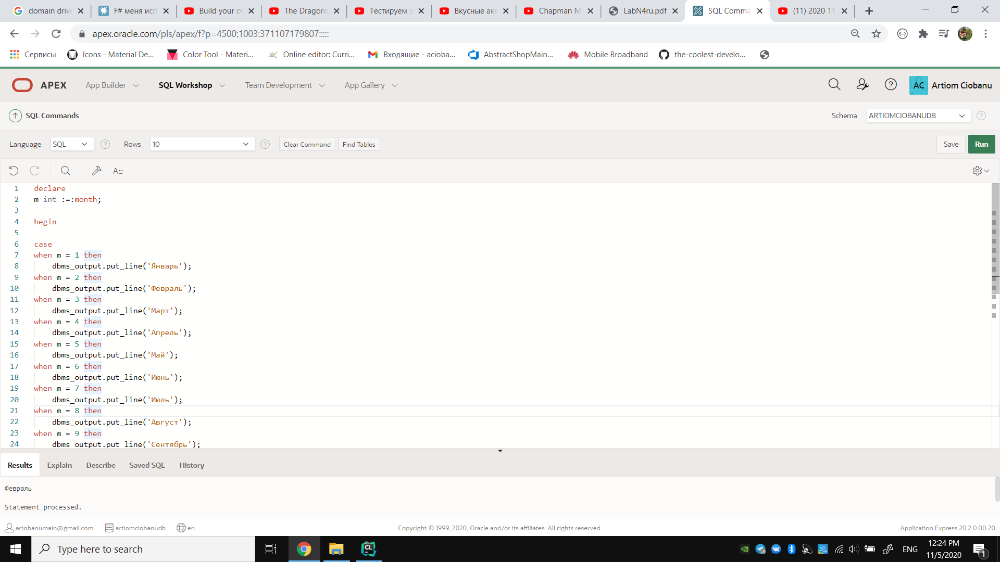 domain drive
F# меня исп
Build your o
The Dragons
Тестируем з
Вкусные акк
Chapman M
LabN4ru.pdf
SQL Comma
(11) 2020 11
apex.oracle.com/pls/apex/f?p=4500:1003:371107179807:::::
Сервисы
Icons - Material De...
Color Tool - Materi...
Online editor: Curri...
Входящие - acioba...
AbstractShopMain...
Mobile Broadband
the-coolest-develo...
APEX
App Builder
SQL Workshop
Team Development
App Gallery
AC
Artiom Ciobanu
SQL Commands
Schema
ARTIOMCIOBANUDB
Language
SQL
Rows
10
Clear Command
Find Tables
Save
Run
1 declare
2 m int :=:month;
3
4 begin
5
6 case
7 when m = 1 then
8 dbms_output.put_line('Январь');
9 when m = 2 then
10 dbms_output.put_line('Февраль');
11 when m = 3 then
12 dbms_output.put_line('Март');
13 when m = 4 then
14 dbms_output.put_line('Апрель');
15 when m = 5 then
16 dbms_output.put_line('Май');
17 when m = 6 then
18 dbms_output.put_line('Июнь');
19 when m = 7 then
20 dbms_output.put_line('Июль');
21 when m = 8 then
22 dbms_output.put_line('Август');
23 when m = 9 then
24 dbms_output.put_line('Сентябрь');
Results
Explain
Describe
Saved SQL
History
Февраль
Statement processed.
aciobanumain@gmail.com
artiomciobanudb
en
Copyright © 1999, 2020, Oracle and/or its affiliates. All rights reserved.
Application Express 20.2.0.00.20
Type here to search
CL
ENG
12:24 PM
11/5/2020
1